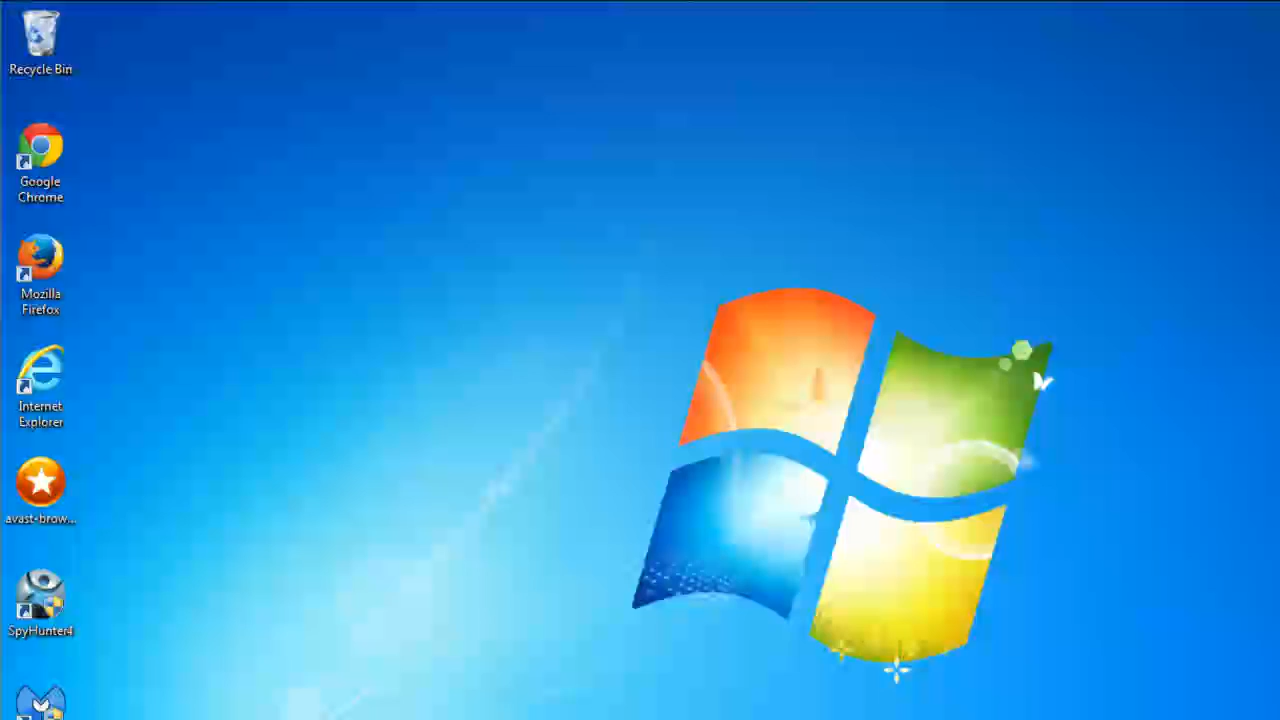 Recycle Bin
Google
Chrome
Mozilla
Firefox
Internet
Explorer
avast-brow...
SpyHunter4